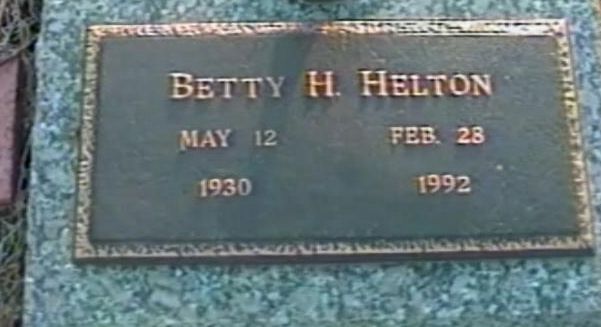 BETTY H. HELTON
MAY 12 FEB. 28
1930 1992